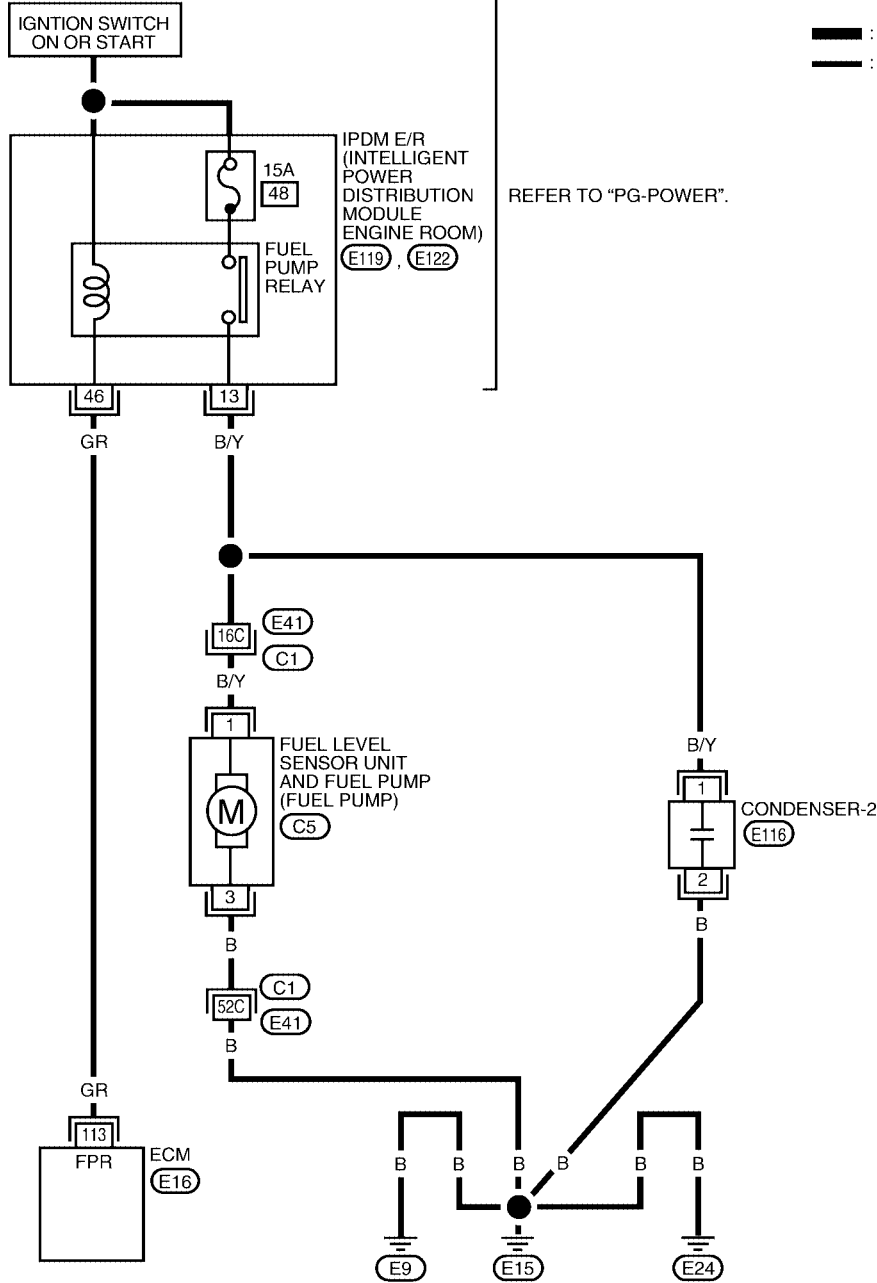 IGNTION SWITCH
ON OR START
:
:
IPDM E/R
(INTELLIGENT
POWER
DISTRIBUTION
MODULE
ENGINE ROOM)
E119 , E122
REFER TO “PG-POWER”.
15A
48
FUEL
PUMP
RELAY
46
13
GR
B/Y
16C
E41
C1
B/Y
1
FUEL LEVEL
SENSOR UNIT
AND FUEL PUMP
(FUEL PUMP)
C5
M
3
B/Y
1
CONDENSER-2
E116
2
B
B
52C
C1
E41
B
GR
113
FPR
ECM
E16
B
B
B
B
B
B
E9
E15
E24